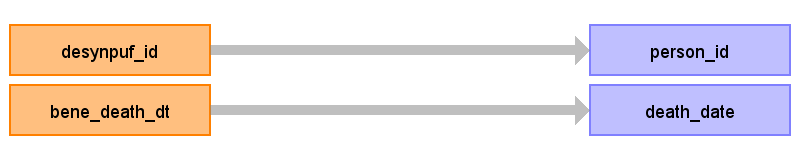 desynpuf_id person_id
bene_death_dt death_date